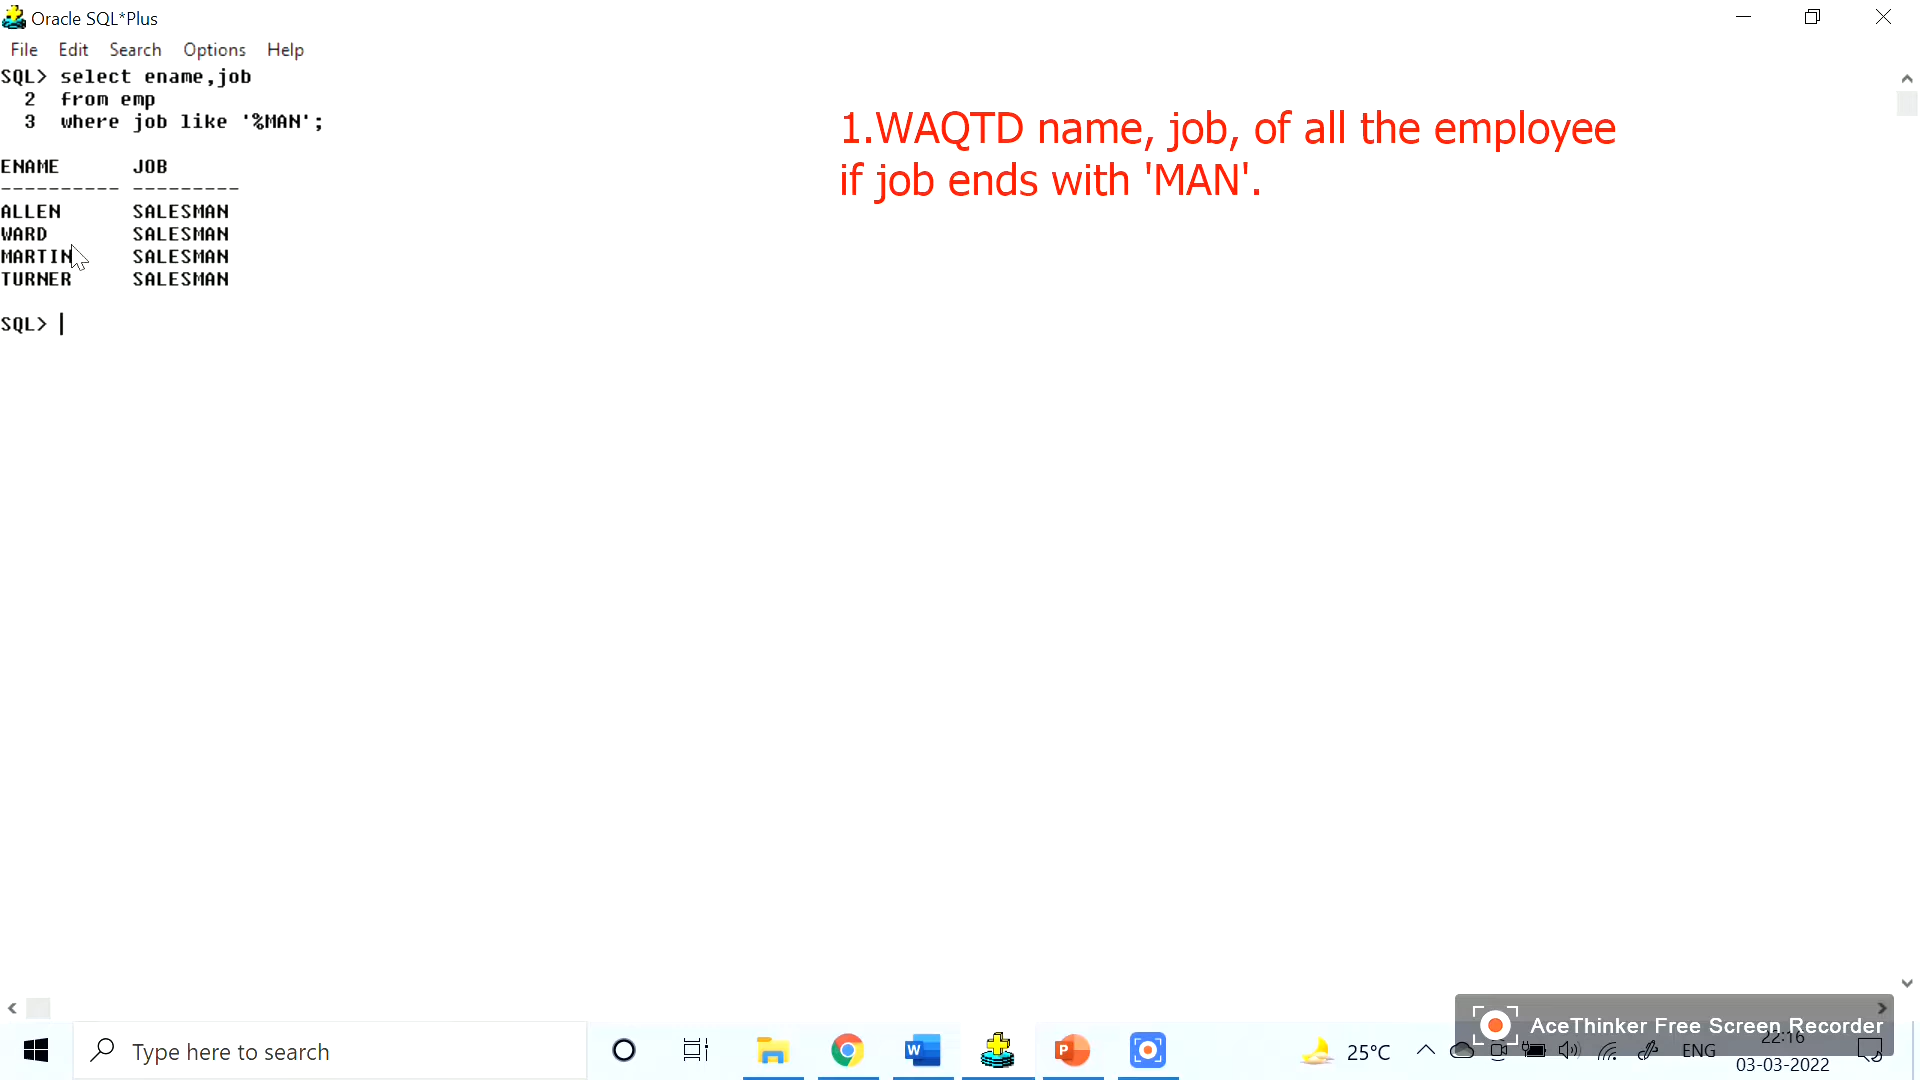 Oracle SQL*Plus
File Edit Search Options Help
SQL> select ename,job
2 from emp
3 where job like '%MAN';
ENAME JOB
---------- ---------
ALLEN SALESMAN
WARD SALESMAN
MARTIN SALESMAN
TURNER SALESMAN
SQL>
1.WAQTD name, job, of all the employee
if job ends with 'MAN'.
AceThinker Free Screen Recorder
Type here to search
25°C
ENG
22:16
03-03-2022